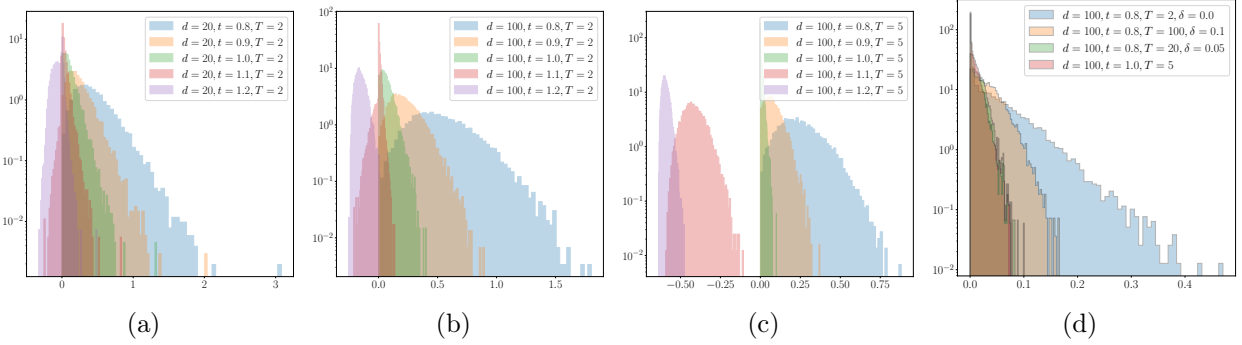 10^1
10^0
10^{-1}
10^{-2}
0 1 2 3
d = 20, t = 0.8, T = 2
d = 20, t = 0.9, T = 2
d = 20, t = 1.0, T = 2
d = 20, t = 1.1, T = 2
d = 20, t = 1.2, T = 2
(a)
10^2
10^1
10^0
10^{-1}
10^{-2}
0.0 0.5 1.0 1.5
d = 100, t = 0.8, T = 2
d = 100, t = 0.9, T = 2
d = 100, t = 1.0, T = 2
d = 100, t = 1.1, T = 2
d = 100, t = 1.2, T = 2
(b)
10^2
10^1
10^0
10^{-1}
10^{-2}
−0.50 −0.25 0.00 0.25 0.50 0.75
d = 100, t = 0.8, T = 5
d = 100, t = 0.9, T = 5
d = 100, t = 1.0, T = 5
d = 100, t = 1.1, T = 5
d = 100, t = 1.2, T = 5
(c)
10^2
10^1
10^0
10^{-1}
10^{-2}
0.0 0.1 0.2 0.3 0.4
d = 100, t = 0.8, T = 2, δ = 0.0
d = 100, t = 0.8, T = 100, δ = 0.1
d = 100, t = 0.8, T = 20, δ = 0.05
d = 100, t = 1.0, T = 5
(d)